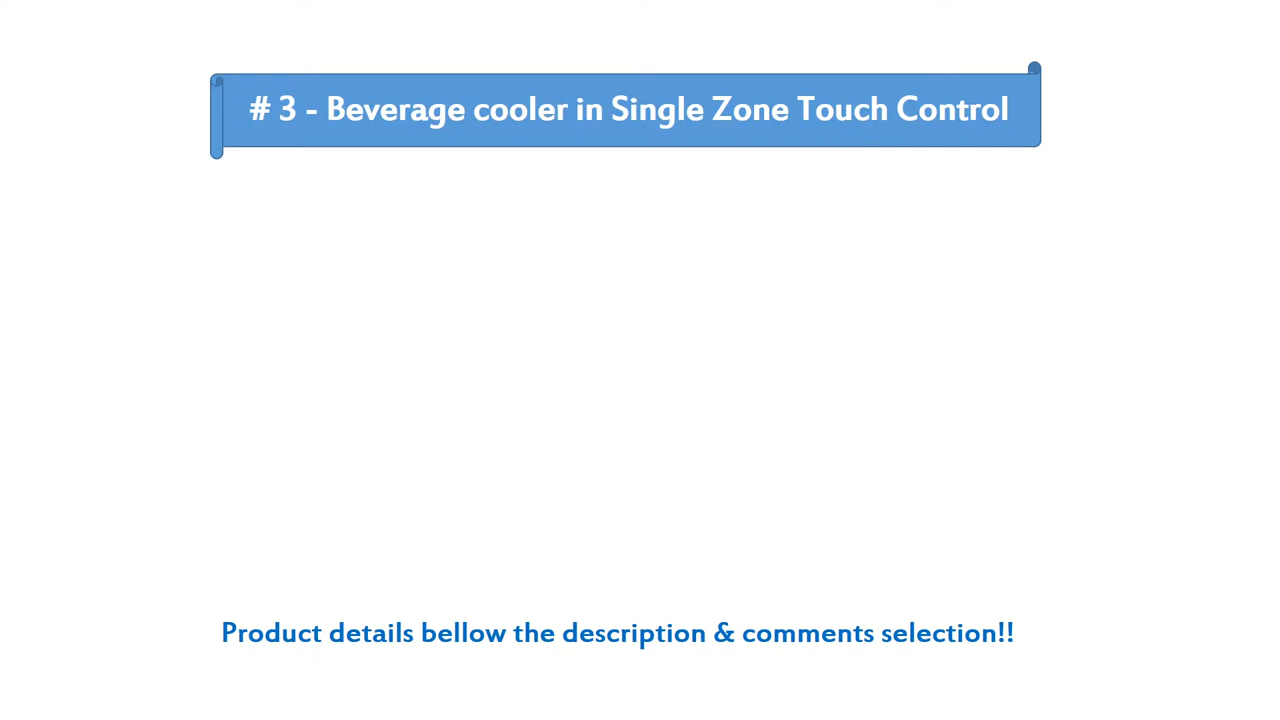 # 3 - Beverage cooler in Single Zone Touch Control
Product details bellow the description & comments selection!!